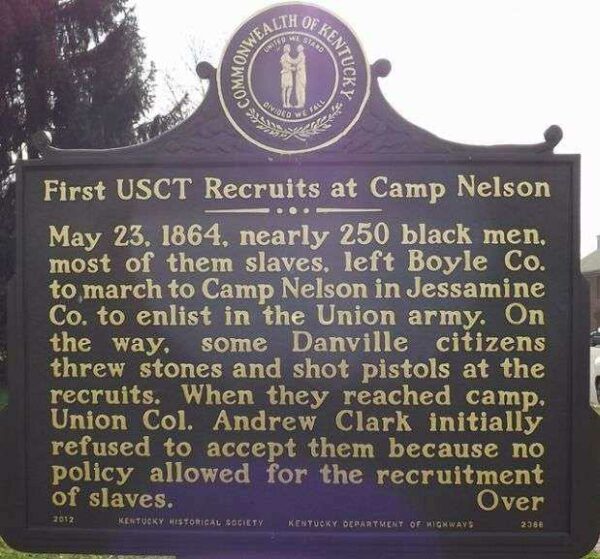 COMMONWEALTH OF KENTUCKY
UNITED WE STAND
DIVIDED WE FALL
First USCT Recruits at Camp Nelson
May 23, 1864, nearly 250 black men,
most of them slaves, left Boyle Co.
to march to Camp Nelson in Jessamine
Co. to enlist in the Union army. On
the way, some Danville citizens
threw stones and shot pistols at the
recruits. When they reached camp,
Union Col. Andrew Clark initially
refused to accept them because no
policy allowed for the recruitment
of slaves. Over
2012 KENTUCKY HISTORICAL SOCIETY KENTUCKY DEPARTMENT OF HIGHWAYS 2386